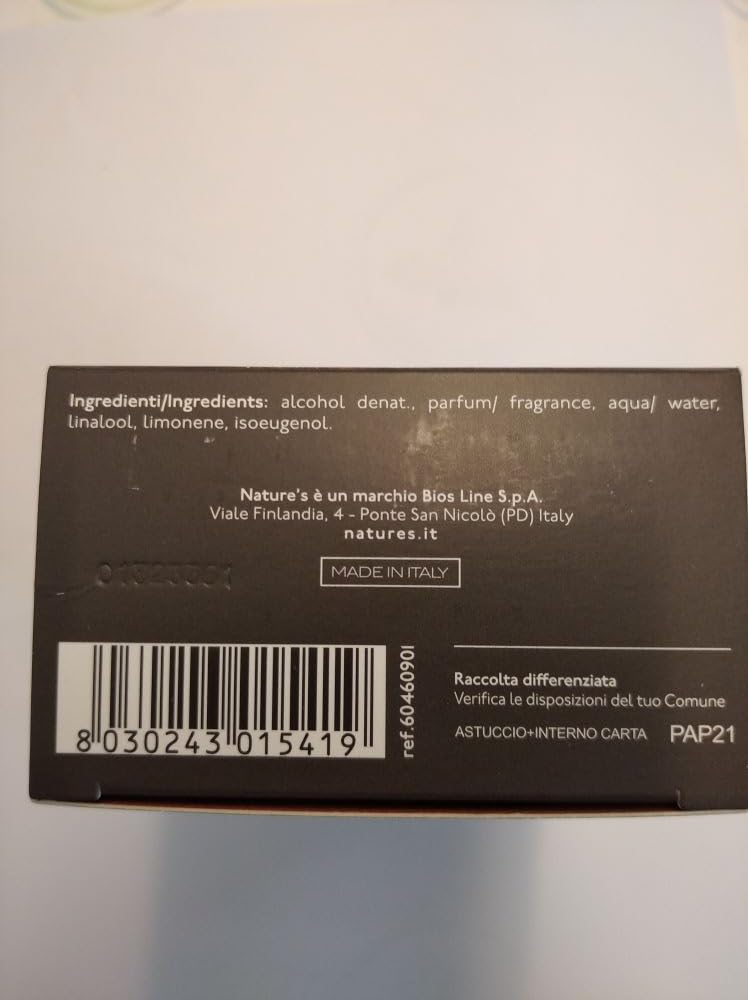 Ingredienti/Ingredients: alcohol denat., parfum/ fragrance, aqua/ water,
linalool, limonene, isoeugenol.
Nature's è un marchio Bios Line S.p.A.
Viale Finlandia, 4 - Ponte San Nicolò (PD) Italy
natures.it
MADE IN ITALY
8 030243 015419
ref.60460901
Raccolta differenziata
Verifica le disposizioni del tuo Comune
ASTUCCIO+INTERNO CARTA PAP21